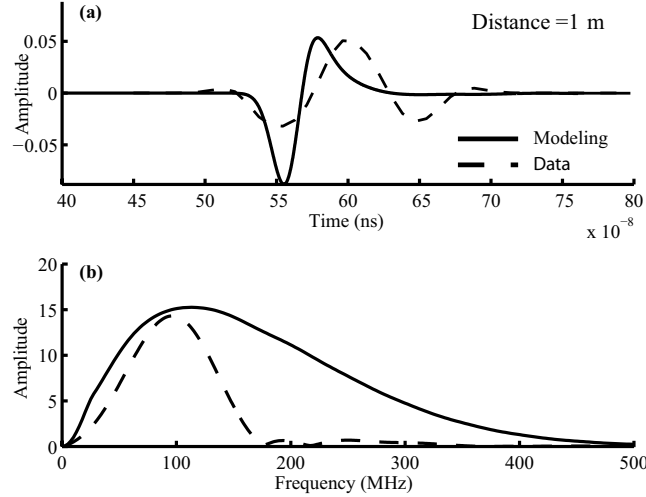 (a)
Distance =1 m
0.05
0
−0.05
Amplitude
Modeling
Data
40 45 50 55 60 65 70 75 80
Time (ns)
x 10-8
(b)
20
15
10
5
0
Amplitude
0 100 200 300 400 500
Frequency (MHz)